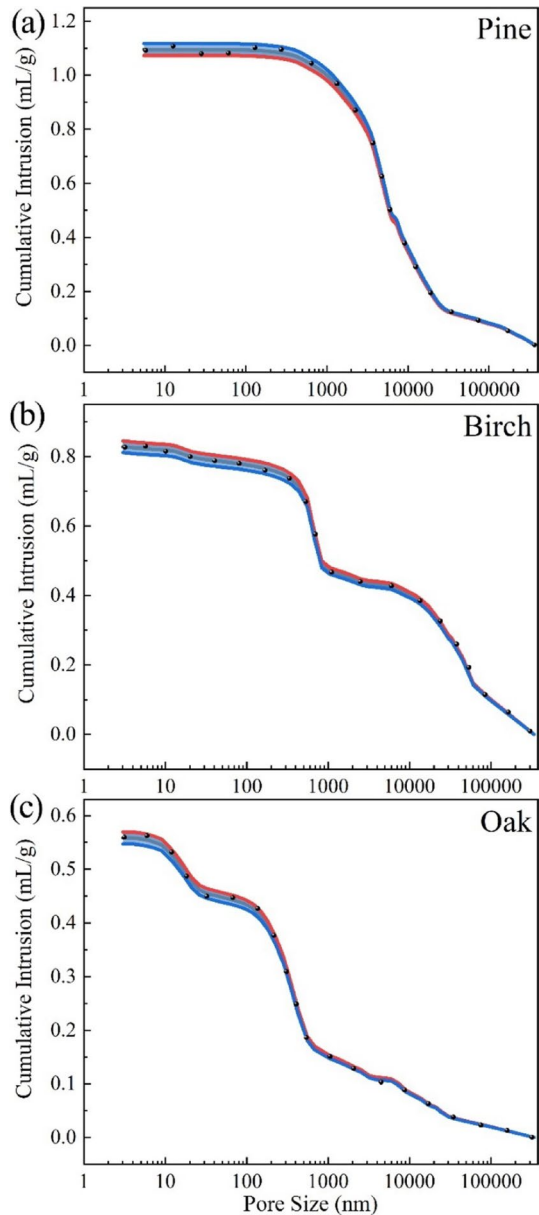 (a)
Pine
Cumulative Intrusion (mL/g)
1.2
1.0
0.8
0.6
0.4
0.2
0.0
1 10 100 1000 10000 100000
(b)
Birch
Cumulative Intrusion (mL/g)
0.8
0.6
0.4
0.2
0.0
1 10 100 1000 10000 100000
(c)
Oak
Cumulative Intrusion (mL/g)
0.6
0.5
0.4
0.3
0.2
0.1
0.0
1 10 100 1000 10000 100000
Pore Size (nm)